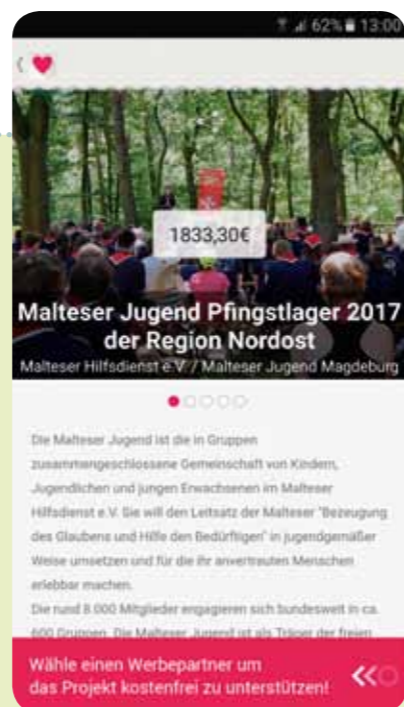 62% 13:00
1833,30€
Malteser Jugend Pfingstlager 2017
der Region Nordost
Malteser Hilfsdienst e.V. / Malteser Jugend Magdeburg
Die Malteser Jugend ist die in Gruppen
zusammengeschlossene Gemeinschaft von Kindern,
Jugendlichen und jungen Erwachsenen im Malteser
Hilfsdienst e.V. Sie will den Leitsatz der Malteser "Bezeugung
des Glaubens und Hilfe den Bedürftigen" in jugendgemäßer
Weise umsetzen und für die ihr anvertrauten Menschen
erlebbar machen.
Die rund 8.000 Mitglieder engagieren sich bundesweit in ca.
600 Gruppen. Die Malteser Jugend ist als Träger der freien
Wähle einen Werbepartner um
das Projekt kostenfrei zu unterstützen!